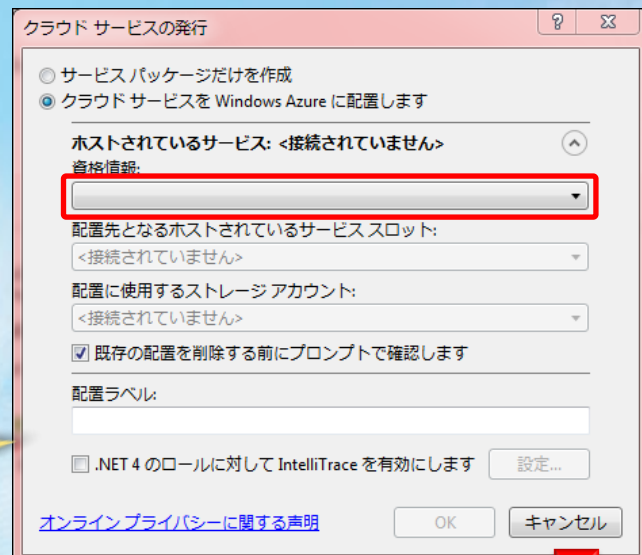 クラウド サービスの発行
サービス パッケージだけを作成
クラウド サービスを Windows Azure に配置します
ホストされているサービス: <接続されていません>
資格情報:
配置先となるホストされているサービス スロット:
<接続されていません>
配置に使用するストレージ アカウント:
<接続されていません>
既存の配置を削除する前にプロンプトで確認します
配置ラベル:
.NET 4 のロールに対して IntelliTrace を有効にします 設定...
オンライン プライバシーに関する声明 OK キャンセル